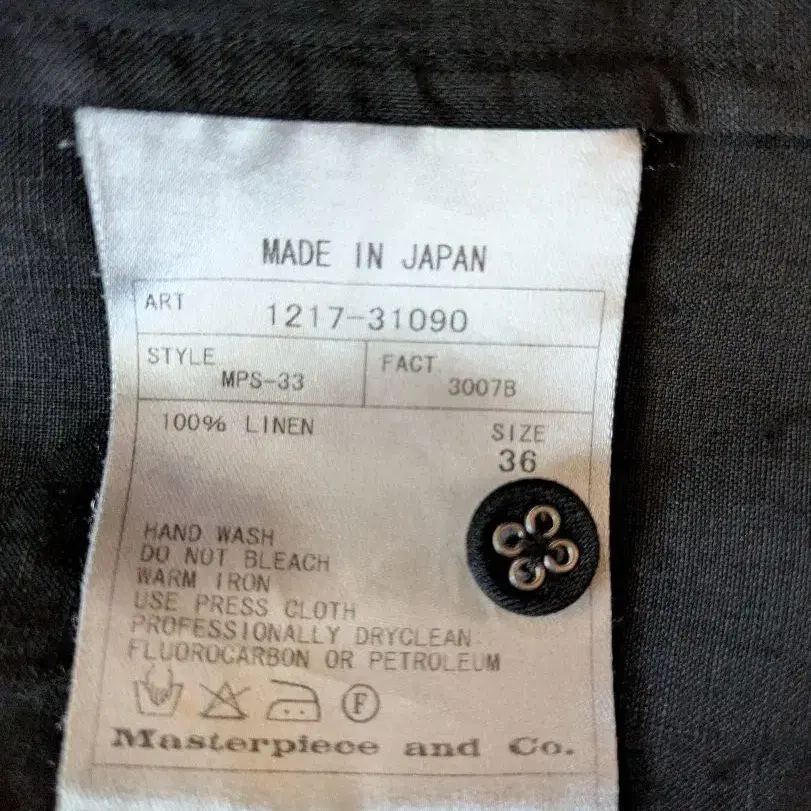 MADE IN JAPAN
ART 1217-31090
STYLE MPS-33
FACT 3007B
100% LINEN
SIZE
36
HAND WASH
DO NOT BLEACH
WARM IRON
USE PRESS CLOTH
PROFESSIONALLY DRYCLEAN
FLUOROCARBON OR PETROLEUM
F
Masterpiece and Co.